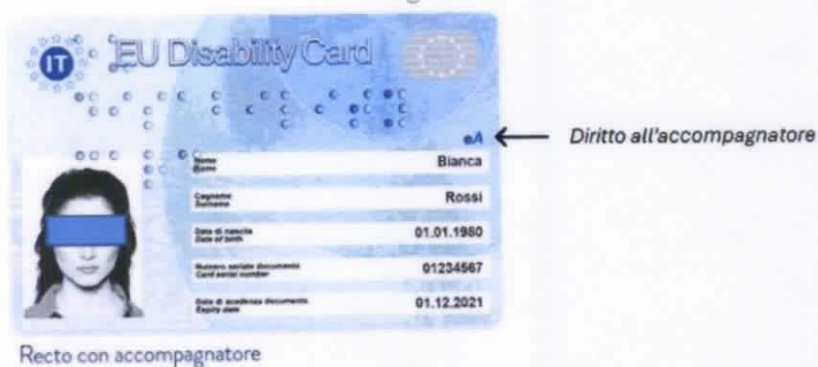 IT EU Disability Card
eA
Diritto all'accompagnatore
Nome
Name
Bianca
Cognome
Surname
Rossi
Data di nascita
Date of birth
01.01.1980
Numero seriale documento
Card serial number
01234567
Data di scadenza documento
Expiry date
01.12.2021
Recto con accompagnatore